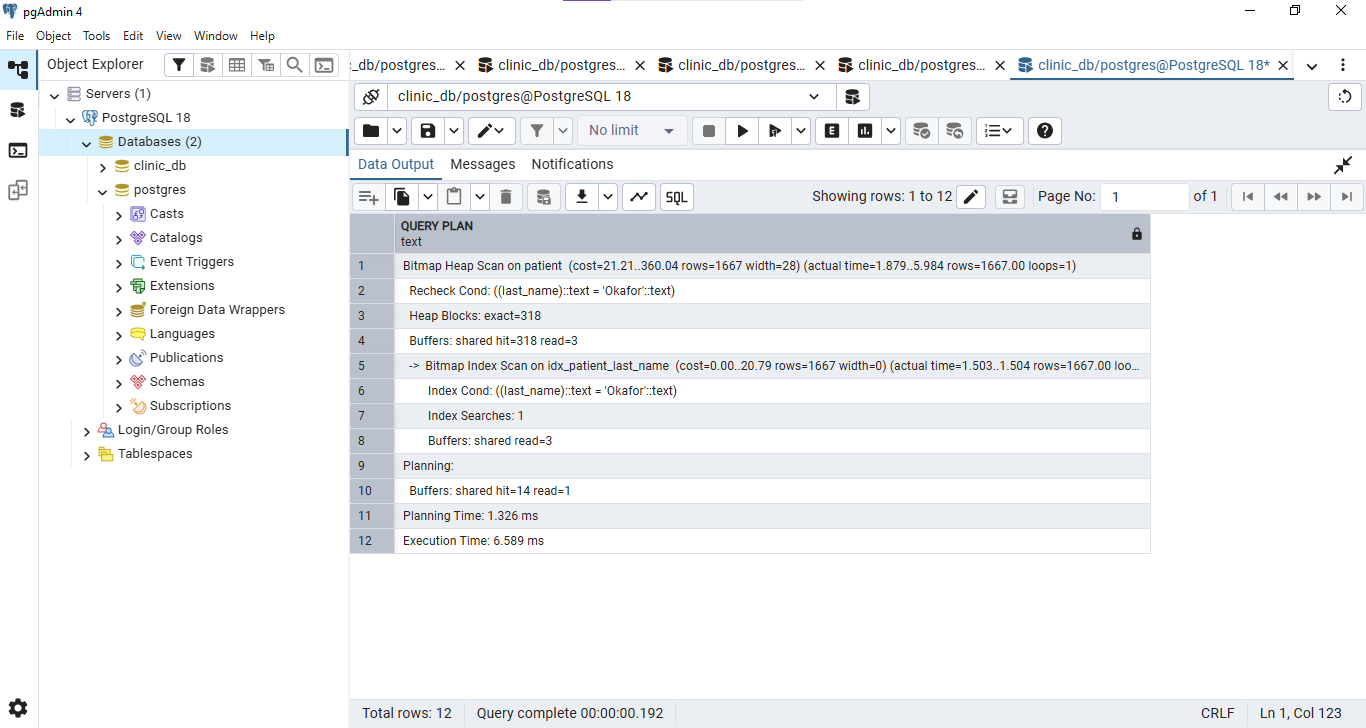 pgAdmin 4
File Object Tools Edit View Window Help
Object Explorer
Servers (1)
PostgreSQL 18
Databases (2)
clinic_db
postgres
Casts
Catalogs
Event Triggers
Extensions
Foreign Data Wrappers
Languages
Publications
Schemas
Subscriptions
Login/Group Roles
Tablespaces
_db/postgres... clinic_db/postgres... clinic_db/postgres... clinic_db/postgres... clinic_db/postgres@PostgreSQL 18*
clinic_db/postgres@PostgreSQL 18
No limit E
Data Output Messages Notifications
SQL Showing rows: 1 to 12 Page No: 1 of 1
QUERY PLAN
text
1 Bitmap Heap Scan on patient (cost=21.21..360.04 rows=1667 width=28) (actual time=1.879..5.984 rows=1667.00 loops=1)
2 Recheck Cond: ((last_name)::text = 'Okafor'::text)
3 Heap Blocks: exact=318
4 Buffers: shared hit=318 read=3
5 -> Bitmap Index Scan on idx_patient_last_name (cost=0.00..20.79 rows=1667 width=0) (actual time=1.503..1.504 rows=1667.00 loo...
6 Index Cond: ((last_name)::text = 'Okafor'::text)
7 Index Searches: 1
8 Buffers: shared read=3
9 Planning:
10 Buffers: shared hit=14 read=1
11 Planning Time: 1.326 ms
12 Execution Time: 6.589 ms
Total rows: 12 Query complete 00:00:00.192 CRLF Ln 1, Col 123